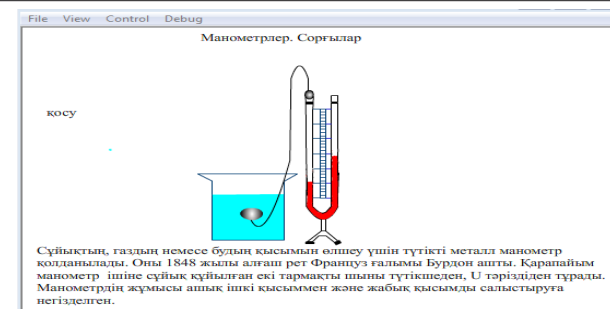 File View Control Debug
Манометрлер. Сорғылар
қосу
Сұйықтың, газдың немесе будың қысымын өлшеу үшін түтікті металл манометр
қолданылады. Оны 1848 жылы алғаш рет Француз ғалымы Бурдон ашты. Қарапайым
манометр ішіне сұйық құйылған екі тармақты шыны түтікшеден, U тәріздіден тұрады.
Манометрдің жұмысы ашық ішкі қысыммен және жабық қысымды салыстыруға
негізделген.